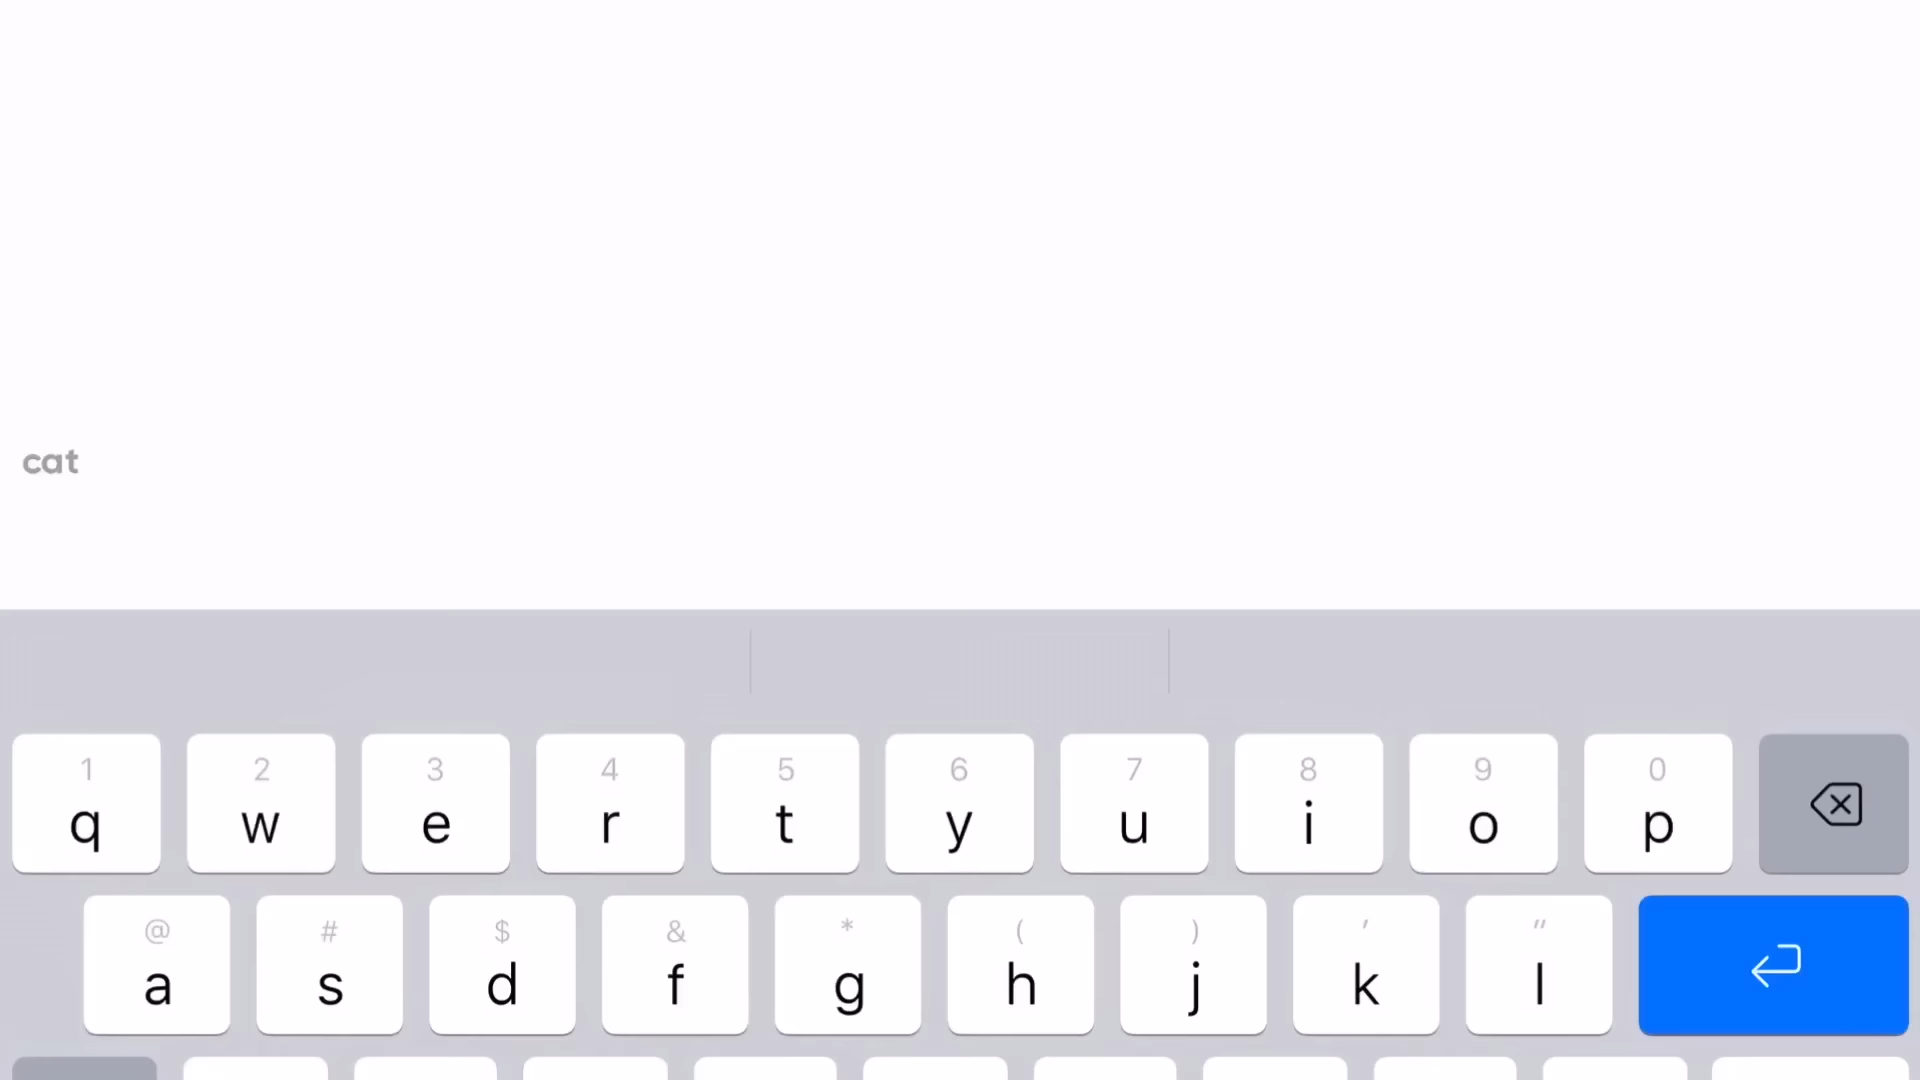 cat
1 2 3 4 5 6 7 8 9 0
q w e r t y u i o p
@ # $ & * ( ) ' "
a s d f g h j k l